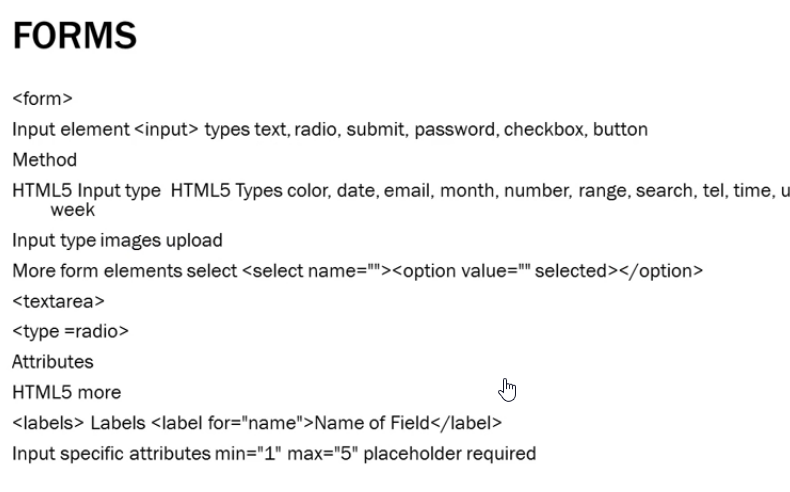 FORMS
<form>
Input element <input> types text, radio, submit, password, checkbox, button
Method
HTML5 Input type  HTML5 Types color, date, email, month, number, range, search, tel, time,
week
Input type images upload
More form elements select <select name=""><option value="" selected></option>
<textarea>
<type =radio>
Attributes
HTML5 more
<labels> Labels <label for="name">Name of Field</label>
Input specific attributes min="1" max="5" placeholder required